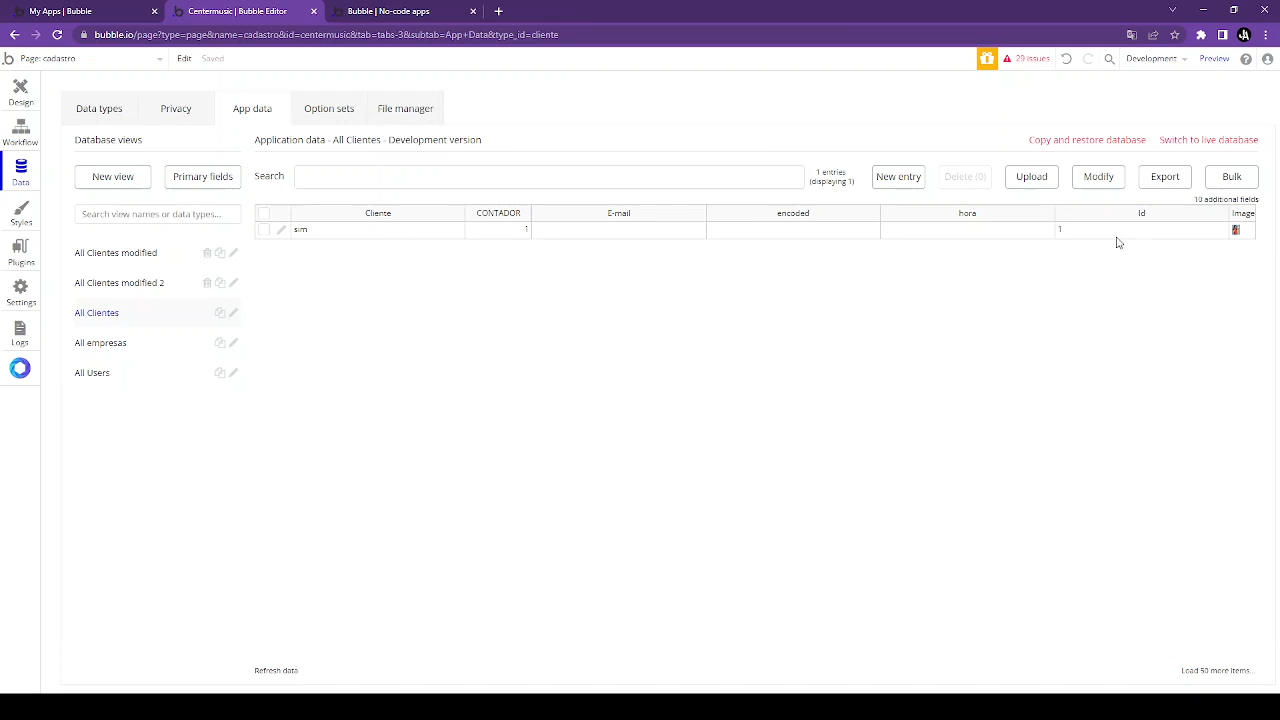 My Apps | Bubble
Centermusic | Bubble Editor
Bubble | No-code apps
bubble.io/page?type=page&name=cadastro&id=centermusic&tab=tabs-3&subtab=App+Data&type_id=cliente
Page: cadastro
Edit
Saved
29 issues
Development
Preview
Design
Workflow
Data
Styles
Plugins
Settings
Logs
Data types
Privacy
App data
Option sets
File manager
Database views
Application data - All Clientes - Development version
Copy and restore database
Switch to live database
New view
Primary fields
Search
1 entries
(displaying 1)
New entry
Delete (0)
Upload
Modify
Export
Bulk
10 additional fields
Search view names or data types...
Cliente
CONTADOR
E-mail
encoded
hora
Id
Image
sim
1
1
All Clientes modified
All Clientes modified 2
All Clientes
All empresas
All Users
Refresh data
Load 50 more items...